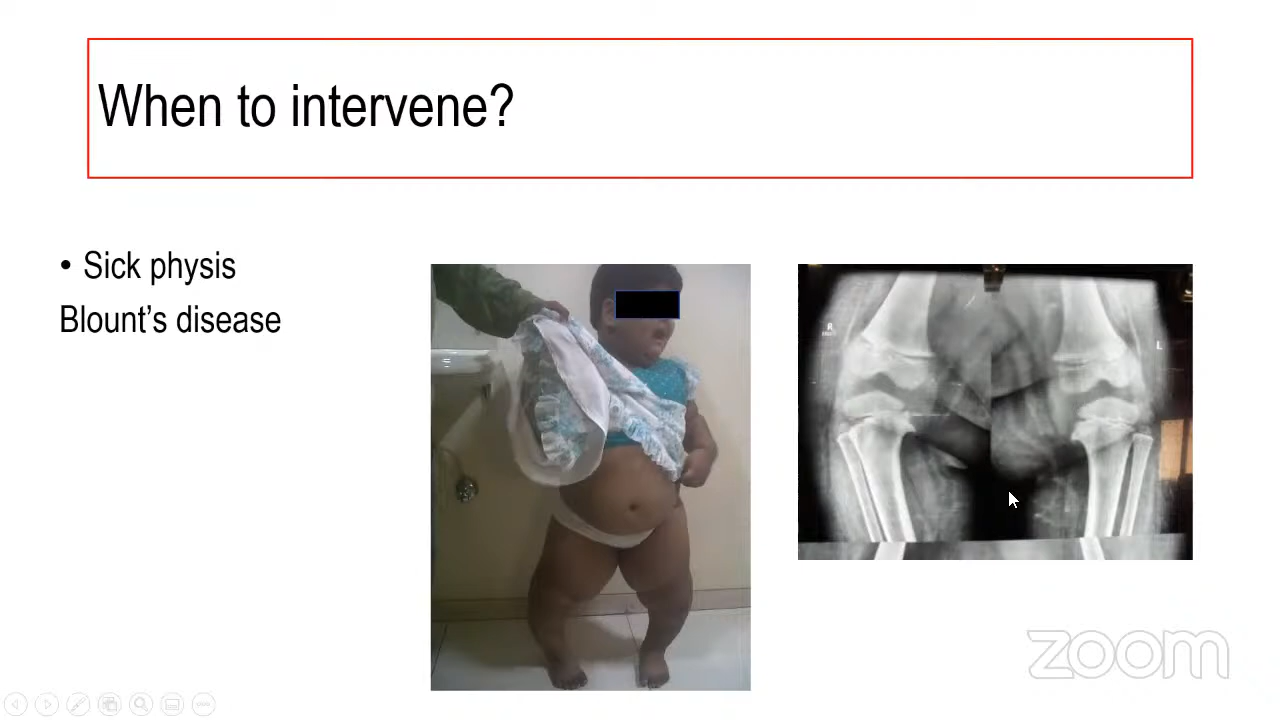 When to intervene?
• Sick physis
Blount's disease
R
L
zoom